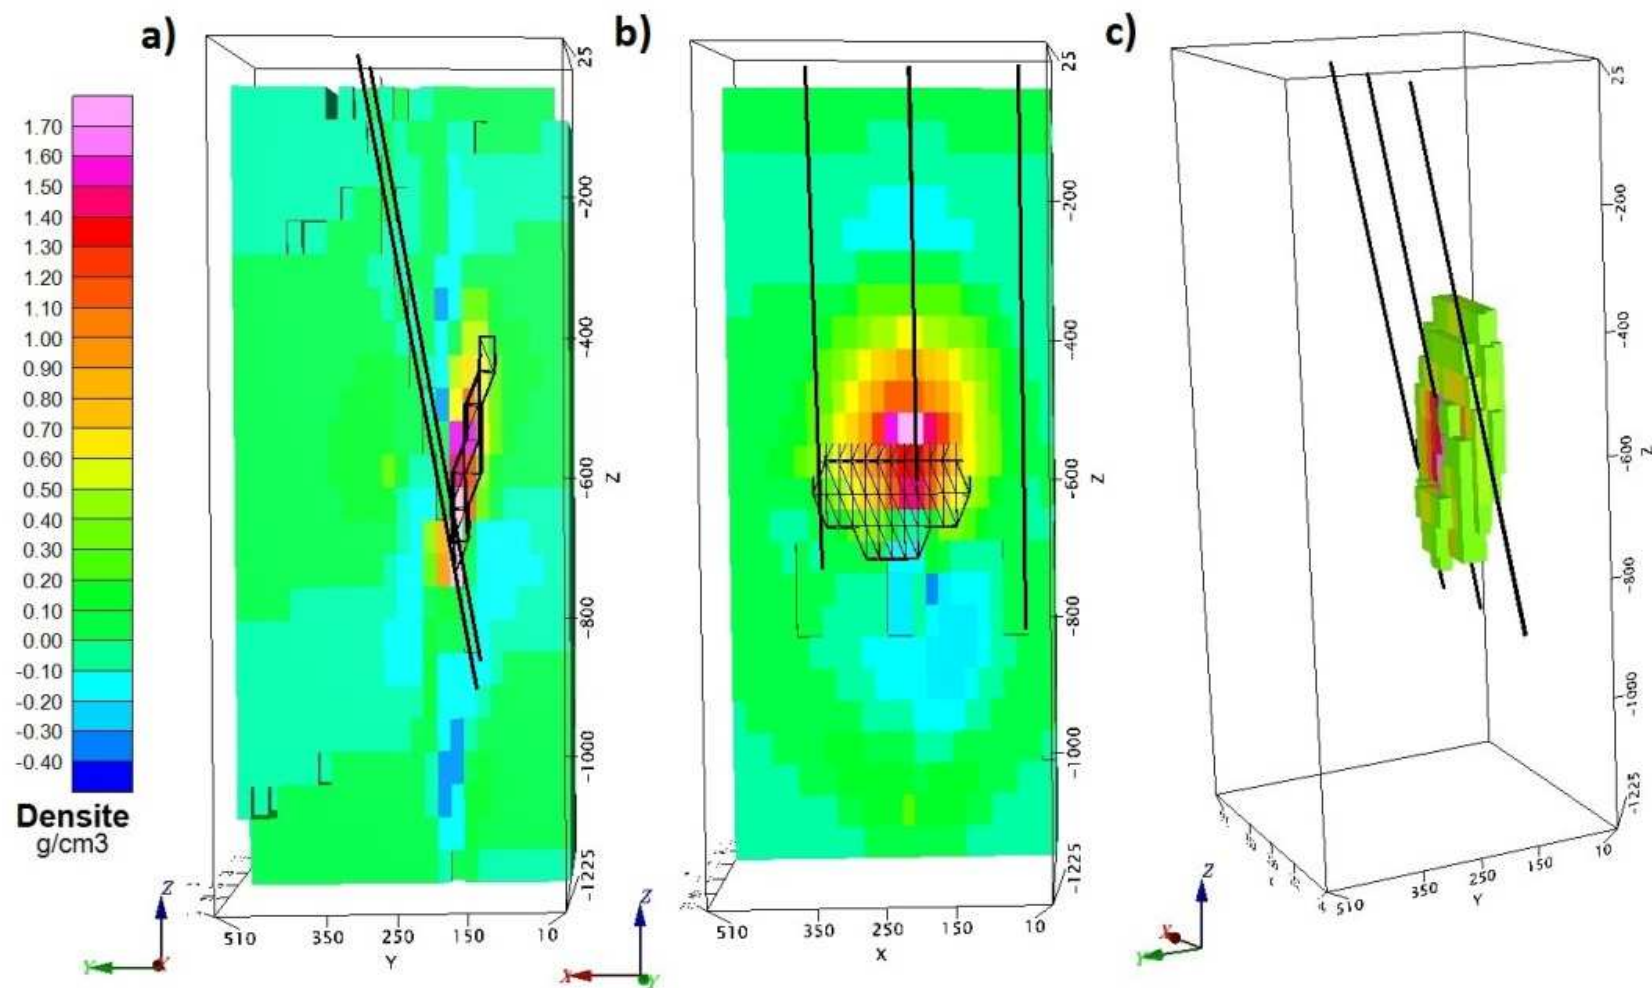 a)
b)
c)
1.70
1.60
1.50
1.40
1.30
1.20
1.10
1.00
0.90
0.80
0.70
0.60
0.50
0.40
0.30
0.20
0.10
0.00
-0.10
-0.20
-0.30
-0.40
Densite
g/cm3
25
-200
-400
-600
Z
-800
-1000
-1225
510
350
250
150
10
Y
Z
Y
X
25
-200
-400
-600
Z
-800
-1000
-1225
510
350
250
150
10
X
Z
X
Y
25
-200
-400
-600
Z
-800
-1000
-1225
510
350
250
150
10
Y
Z
X
Y